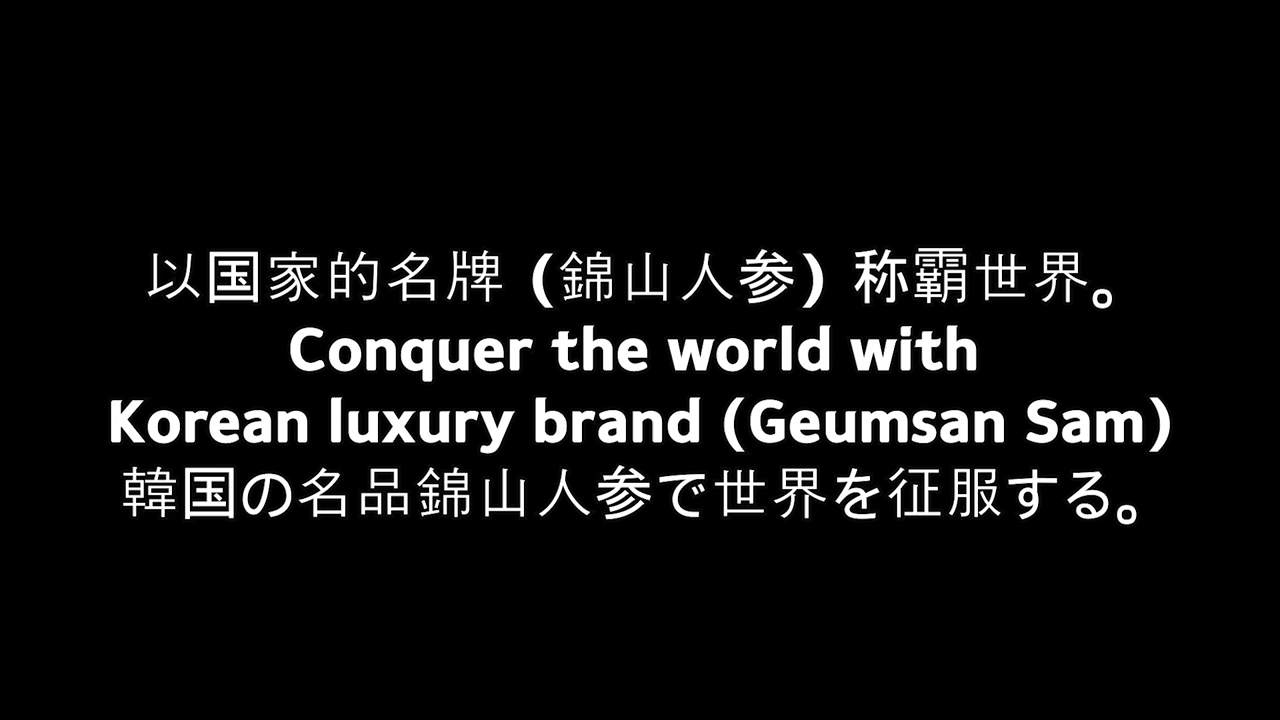 以国家的名牌 (錦山人参) 称霸世界。
Conquer the world with
Korean luxury brand (Geumsan Sam)
韓国の名品錦山人参で世界を征服する。